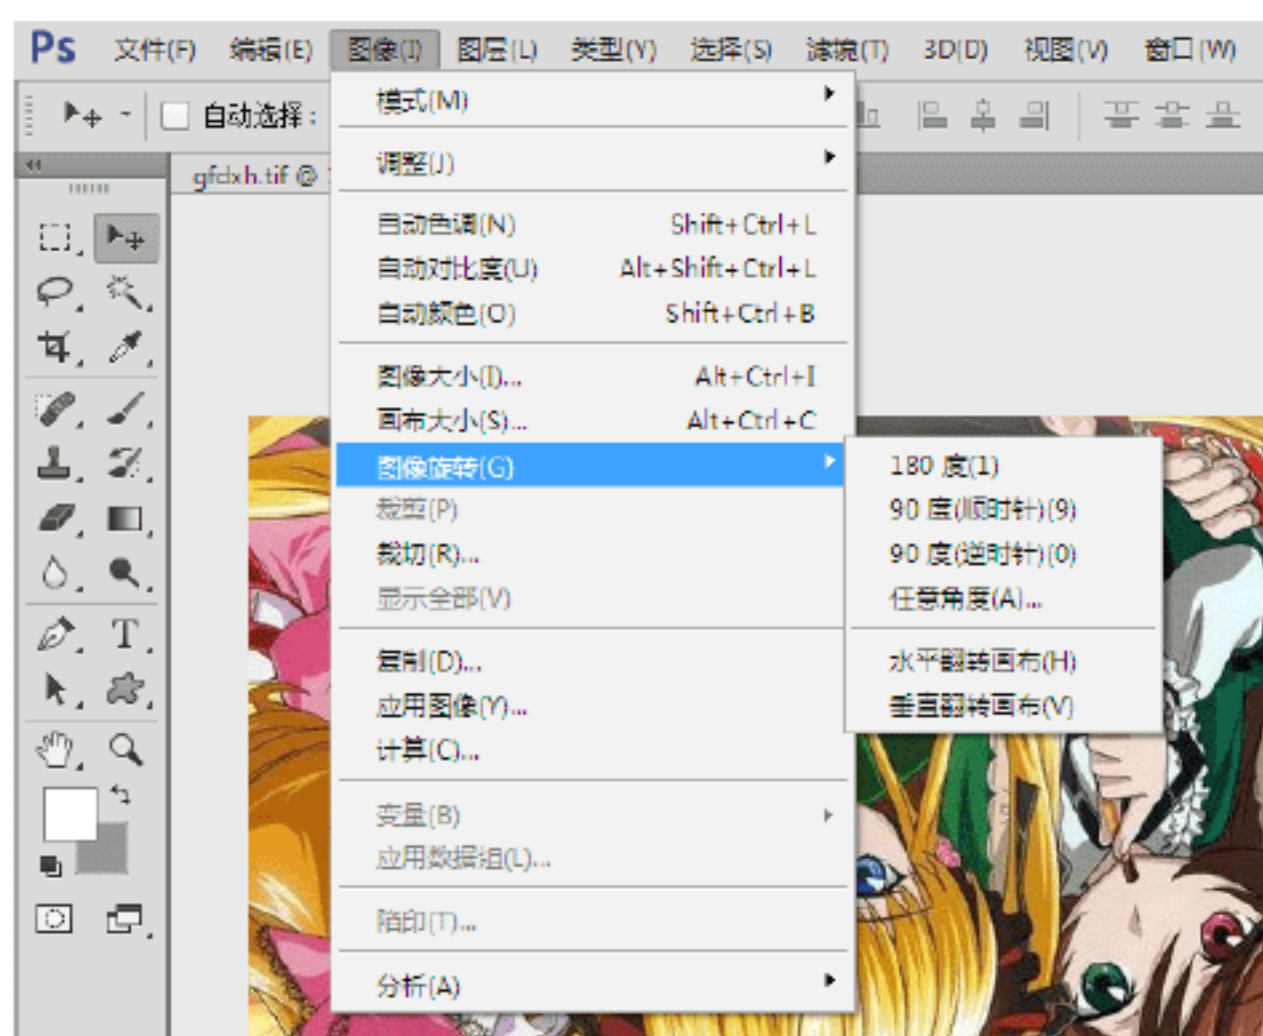 Ps 文件(F) 编辑(E) 图像(I) 图层(L) 类型(Y) 选择(S) 滤镜(T) 3D(D) 视图(V) 窗口(W)
自动选择：
gfdxh.tif @
模式(M)
调整(J)
自动色调(N) Shift+Ctrl+L
自动对比度(U) Alt+Shift+Ctrl+L
自动颜色(O) Shift+Ctrl+B
图像大小(I)... Alt+Ctrl+I
画布大小(S)... Alt+Ctrl+C
图像旋转(G)
裁剪(P)
裁切(R)...
显示全部(V)
复制(D)...
应用图像(Y)...
计算(C)...
变量(B)
应用数据组(L)...
陷印(T)...
分析(A)
180 度(1)
90 度(顺时针)(9)
90 度(逆时针)(0)
任意角度(A)...
水平翻转画布(H)
垂直翻转画布(V)